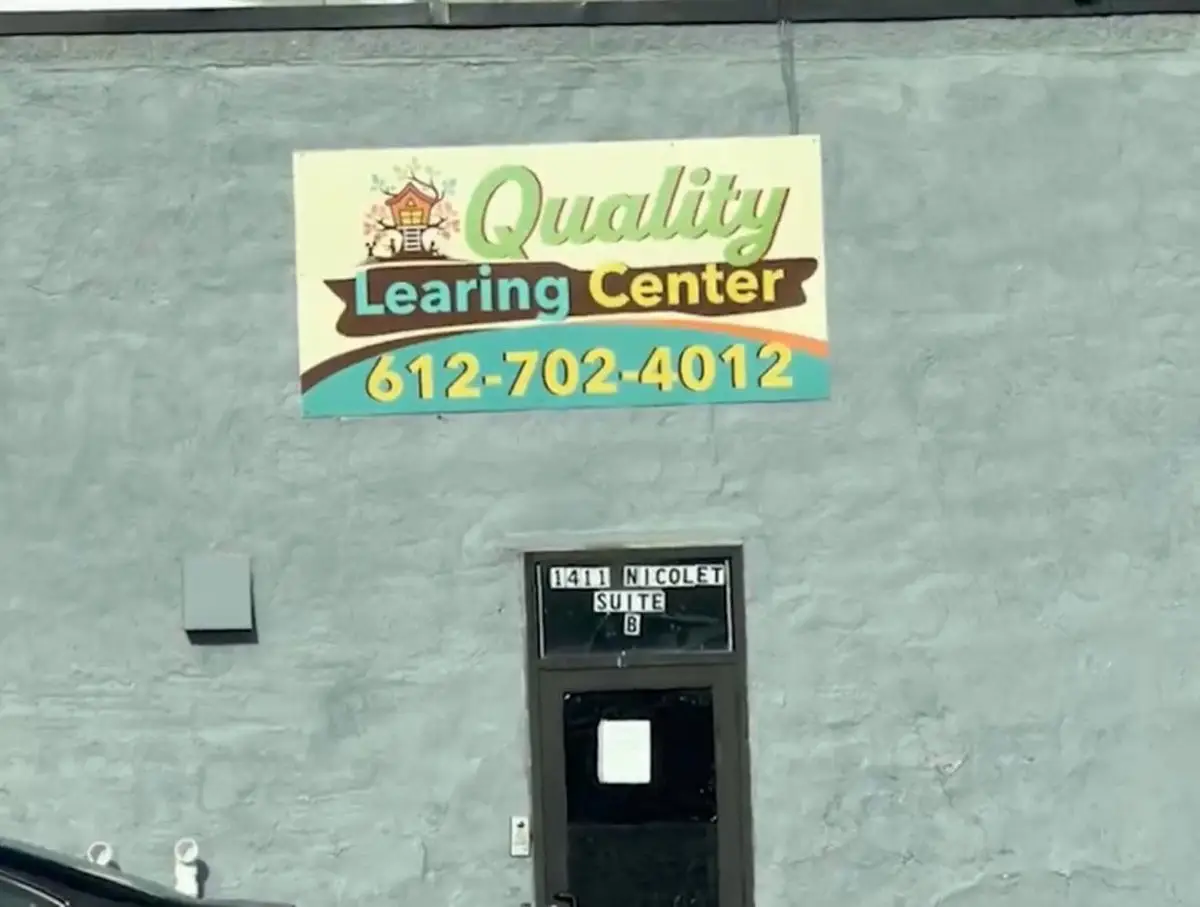 Quality
Learing Center
612-702-4012
1411 NICOLET
SUITE
B